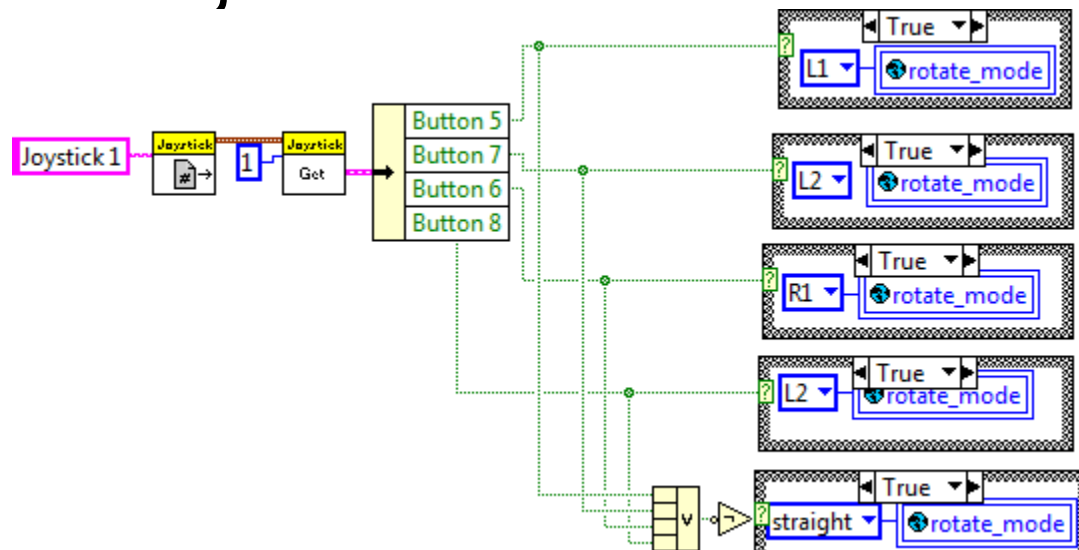 True
L1 rotate_mode
Joystick 1
Joystick
#
1
Joystick
Get
Button 5
Button 7
Button 6
Button 8
True
L2 rotate_mode
True
R1 rotate_mode
True
L2 rotate_mode
True
straight rotate_mode